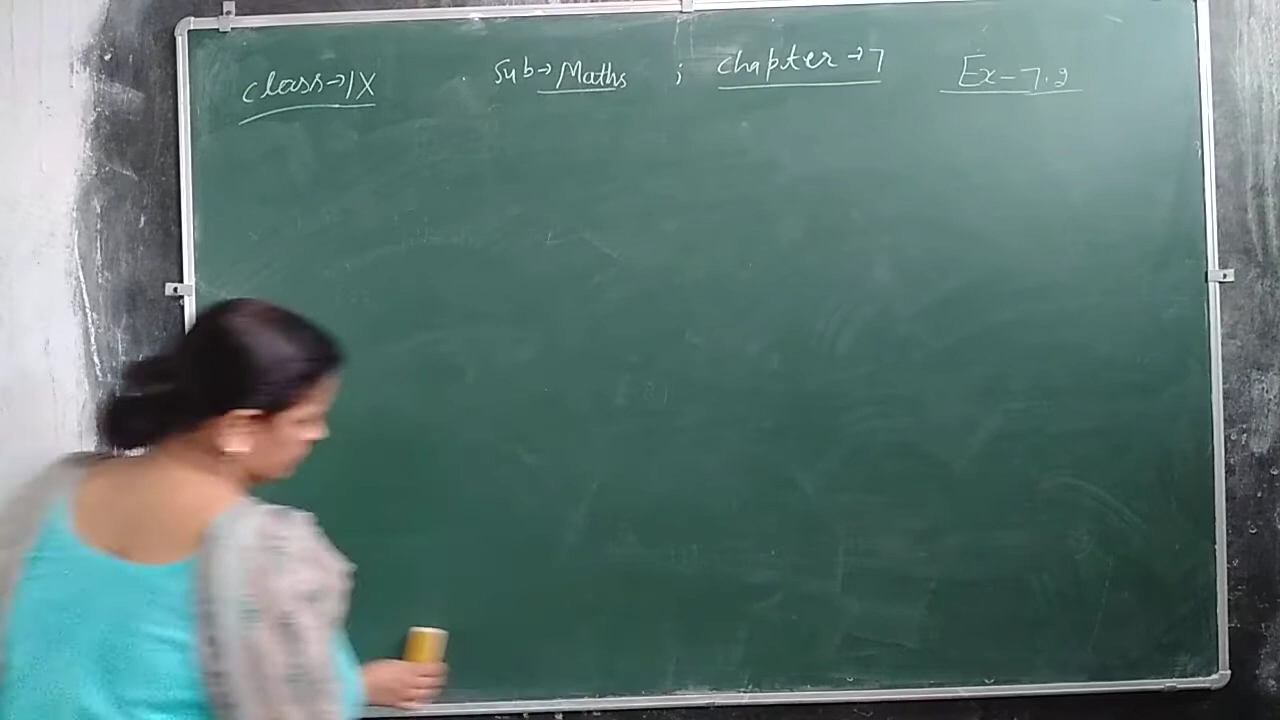 class→IX Sub→Maths ; chapter→7 Ex-7.2